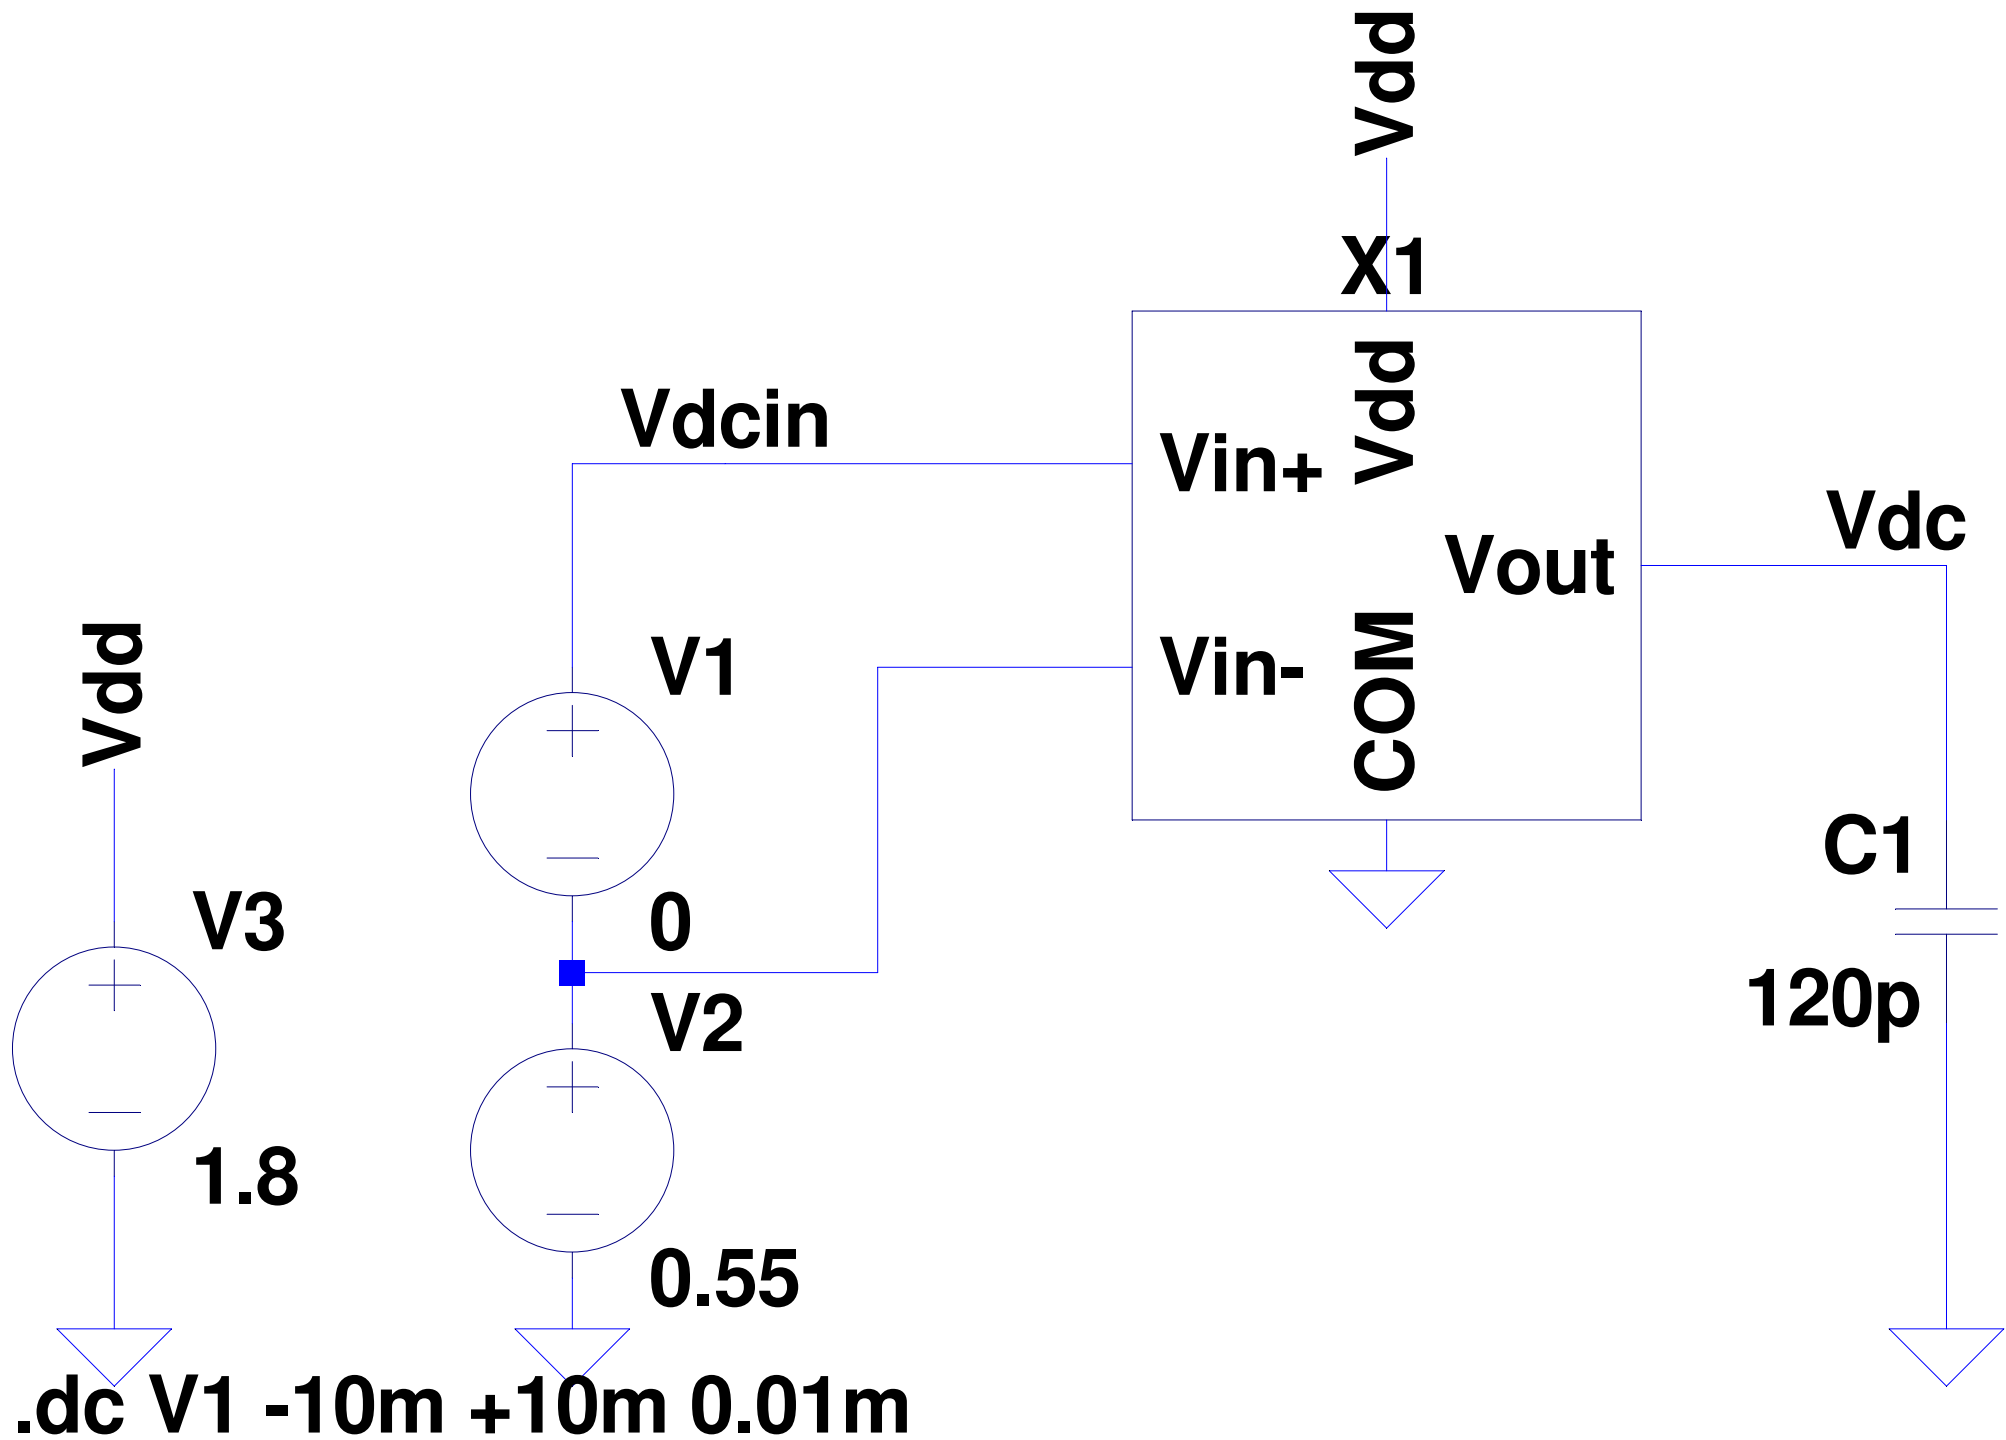 Vdd
X1
Vdd
Vdcin
Vin+
Vdc
Vout
Vdd
V1
Vin-
COM
C1
V3
0
120p
V2
1.8
0.55
.dc V1 -10m +10m 0.01m